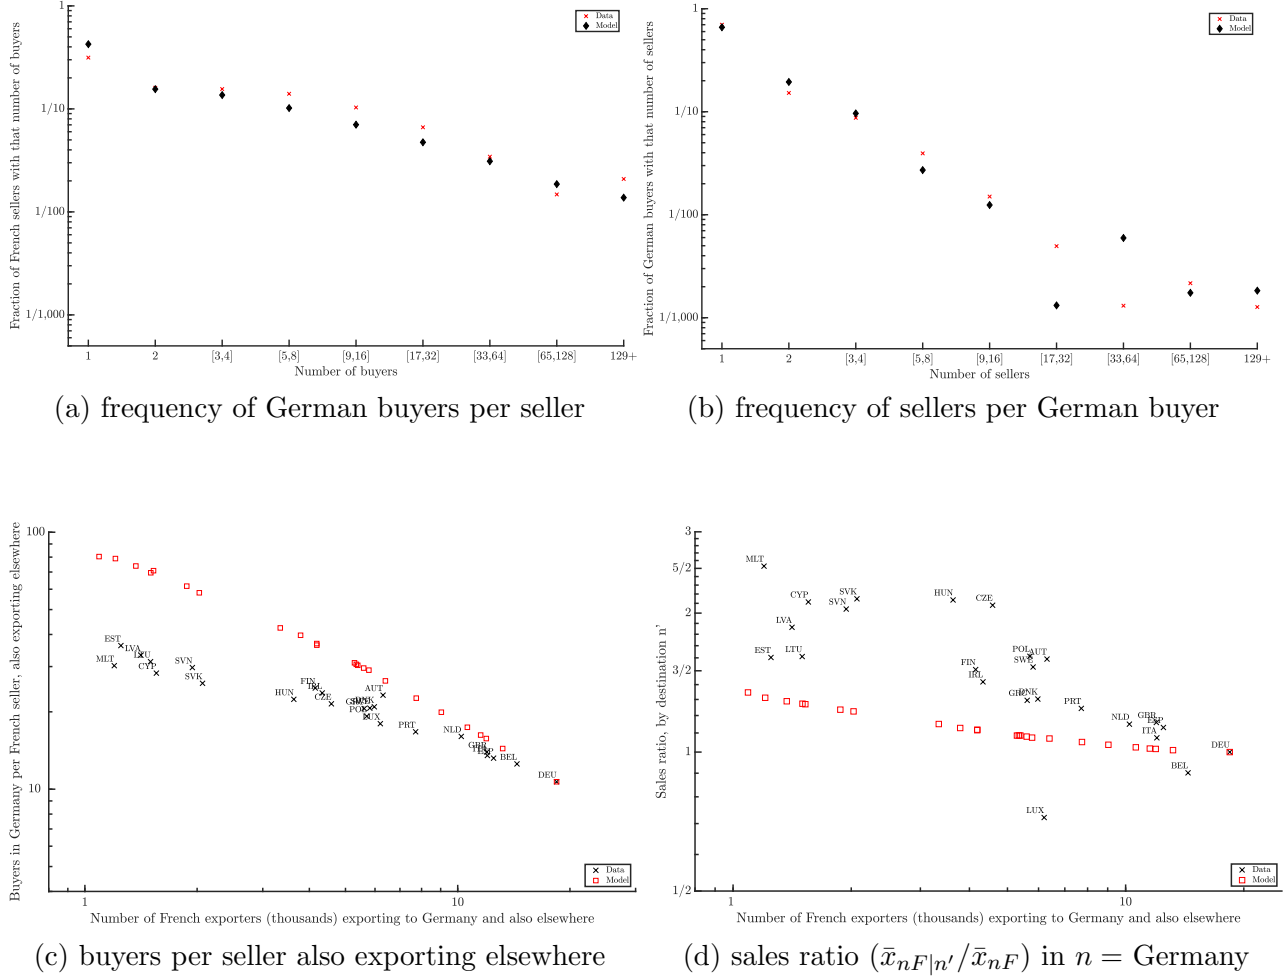 Fraction of French sellers with that number of buyers
1
1/10
1/100
1/1,000
Data
Model
1
2
[3,4]
[5,8]
[9,16]
[17,32]
[33,64]
[65,128]
129+
Number of buyers
(a) frequency of German buyers per seller
Fraction of German buyers with that number of sellers
1
1/10
1/100
1/1,000
Data
Model
1
2
[3,4]
[5,8]
[9,16]
[17,32]
[33,64]
[65,128]
129+
Number of sellers
(b) frequency of sellers per German buyer
Buyers in Germany per French seller, also exporting elsewhere
100
10
EST
LVA
LTU
MLT
CYP
SVN
SVK
HUN
FIN
IRL
CZE
AUT
DNK
POL
LUX
PRT
NLD
GBR
ESP
BEL
DEU
Data
Model
1
10
Number of French exporters (thousands) exporting to Germany and also elsewhere
(c) buyers per seller also exporting elsewhere
Sales ratio, by destination n'
3
5/2
2
3/2
1
1/2
MLT
CYP
SVK
SVN
LVA
EST
LTU
HUN
CZE
POL
AUT
SWE
FIN
IRL
GRC
DNK
PRT
NLD
GBR
ESP
ITA
DEU
BEL
LUX
Data
Model
1
10
Number of French exporters (thousands) exporting to Germany and also elsewhere
(d) sales ratio (x̄nF|n′/x̄nF) in n = Germany